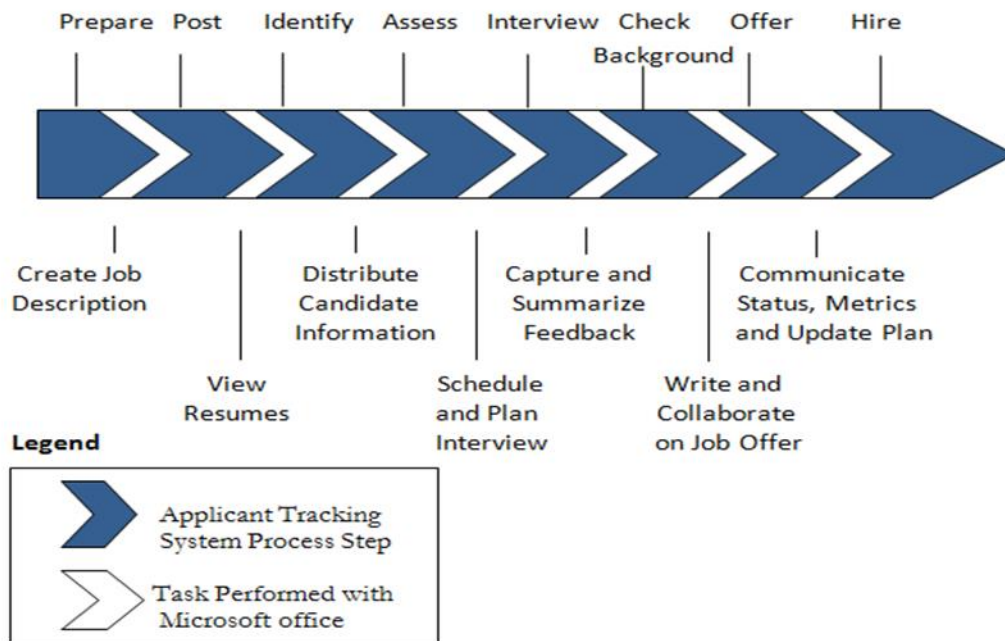 Prepare Post Identify Assess Interview Check Offer Hire
Background
Create Job
Description
Distribute
Candidate
Information
Capture and
Summarize
Feedback
Communicate
Status, Metrics
and Update Plan
View
Resumes
Schedule
and Plan
Interview
Write and
Collaborate
on Job Offer
Legend
Applicant Tracking
System Process Step
Task Performed with
Microsoft office